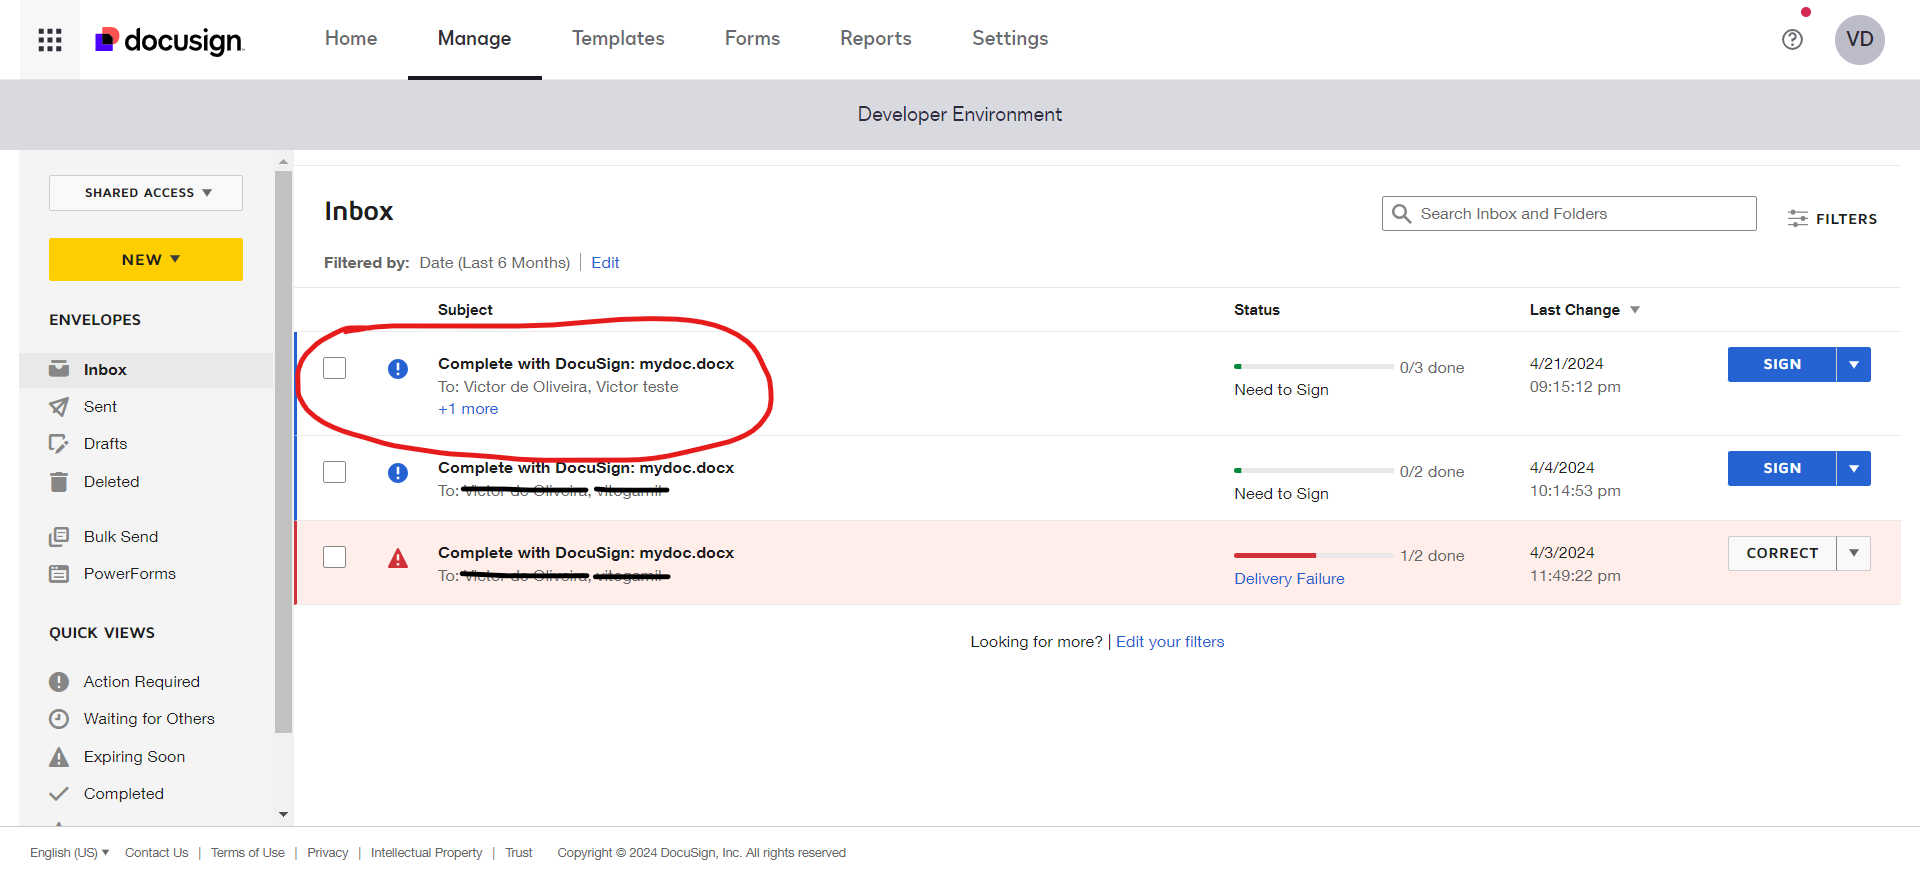 docusign
Home
Manage
Templates
Forms
Reports
Settings
VD
Developer Environment
SHARED ACCESS
NEW
ENVELOPES
Inbox
Sent
Drafts
Deleted
Bulk Send
PowerForms
QUICK VIEWS
Action Required
Waiting for Others
Expiring Soon
Completed
Inbox
Search Inbox and Folders
FILTERS
Filtered by: Date (Last 6 Months) | Edit
Subject Status Last Change
Complete with DocuSign: mydoc.docx
To: Victor de Oliveira, Victor teste
+1 more
0/3 done
Need to Sign
4/21/2024
09:15:12 pm
SIGN
Complete with DocuSign: mydoc.docx
To:
0/2 done
Need to Sign
4/4/2024
10:14:53 pm
SIGN
Complete with DocuSign: mydoc.docx
To:
1/2 done
Delivery Failure
4/3/2024
11:49:22 pm
CORRECT
Looking for more? | Edit your filters
English (US) Contact Us | Terms of Use | Privacy | Intellectual Property | Trust Copyright © 2024 DocuSign, Inc. All rights reserved